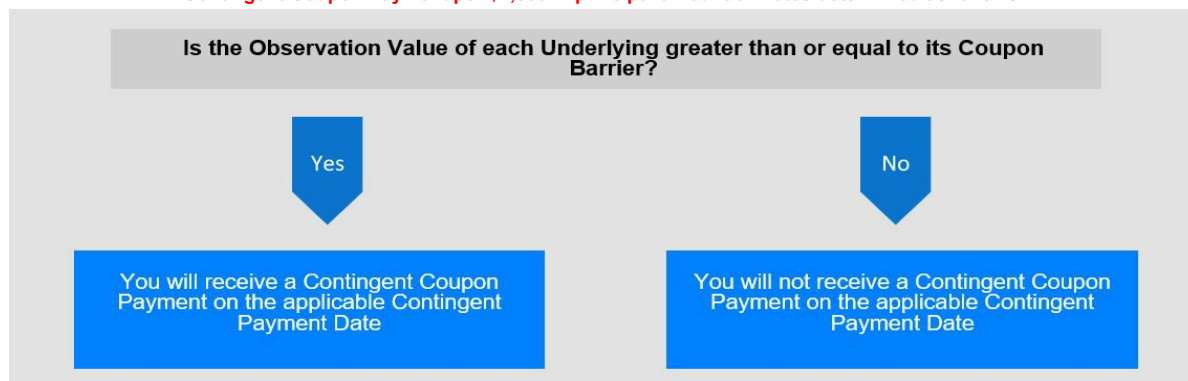 Is the Observation Value of each Underlying greater than or equal to its Coupon
Barrier?
Yes
No
You will receive a Contingent Coupon
Payment on the applicable Contingent
Payment Date
You will not receive a Contingent Coupon
Payment on the applicable Contingent
Payment Date